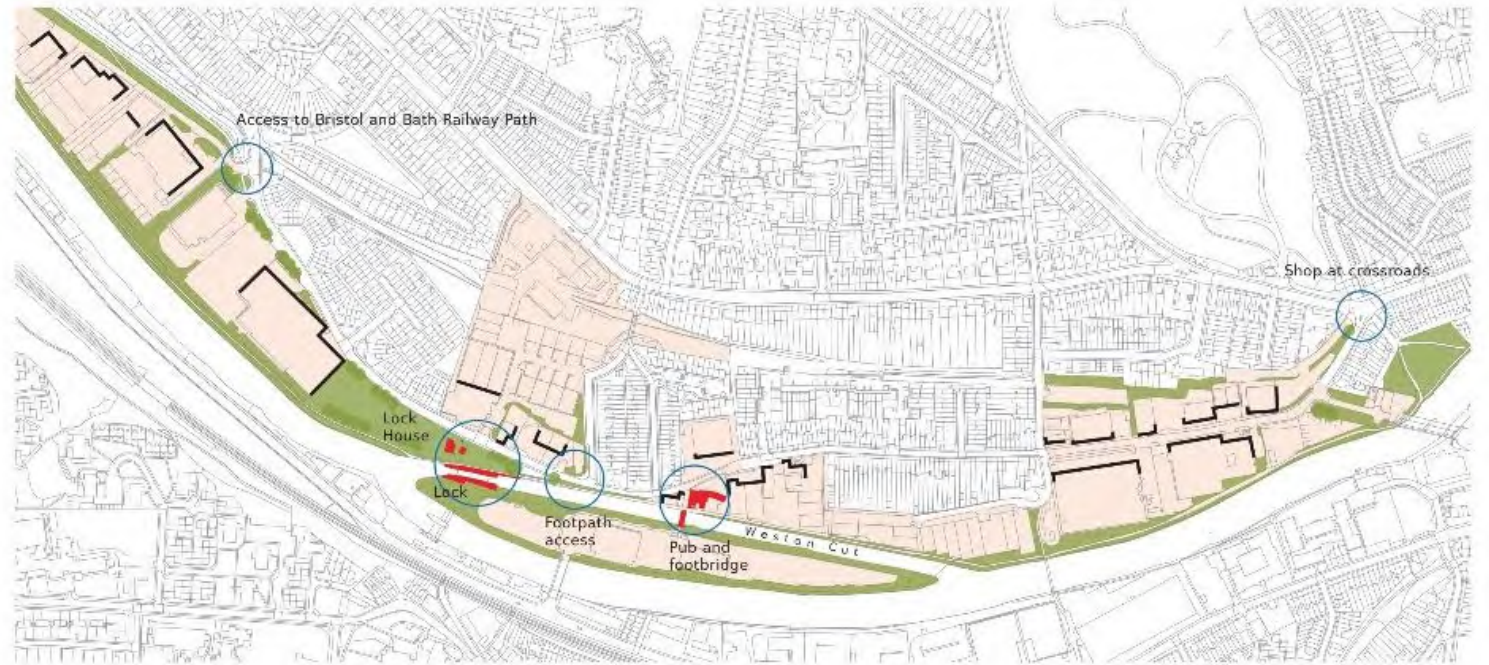 Access to Bristol and Bath Railway Path
Shop at crossroads
Lock
House
Lock
Footpath
access
Pub and
footbridge
Weston Cut